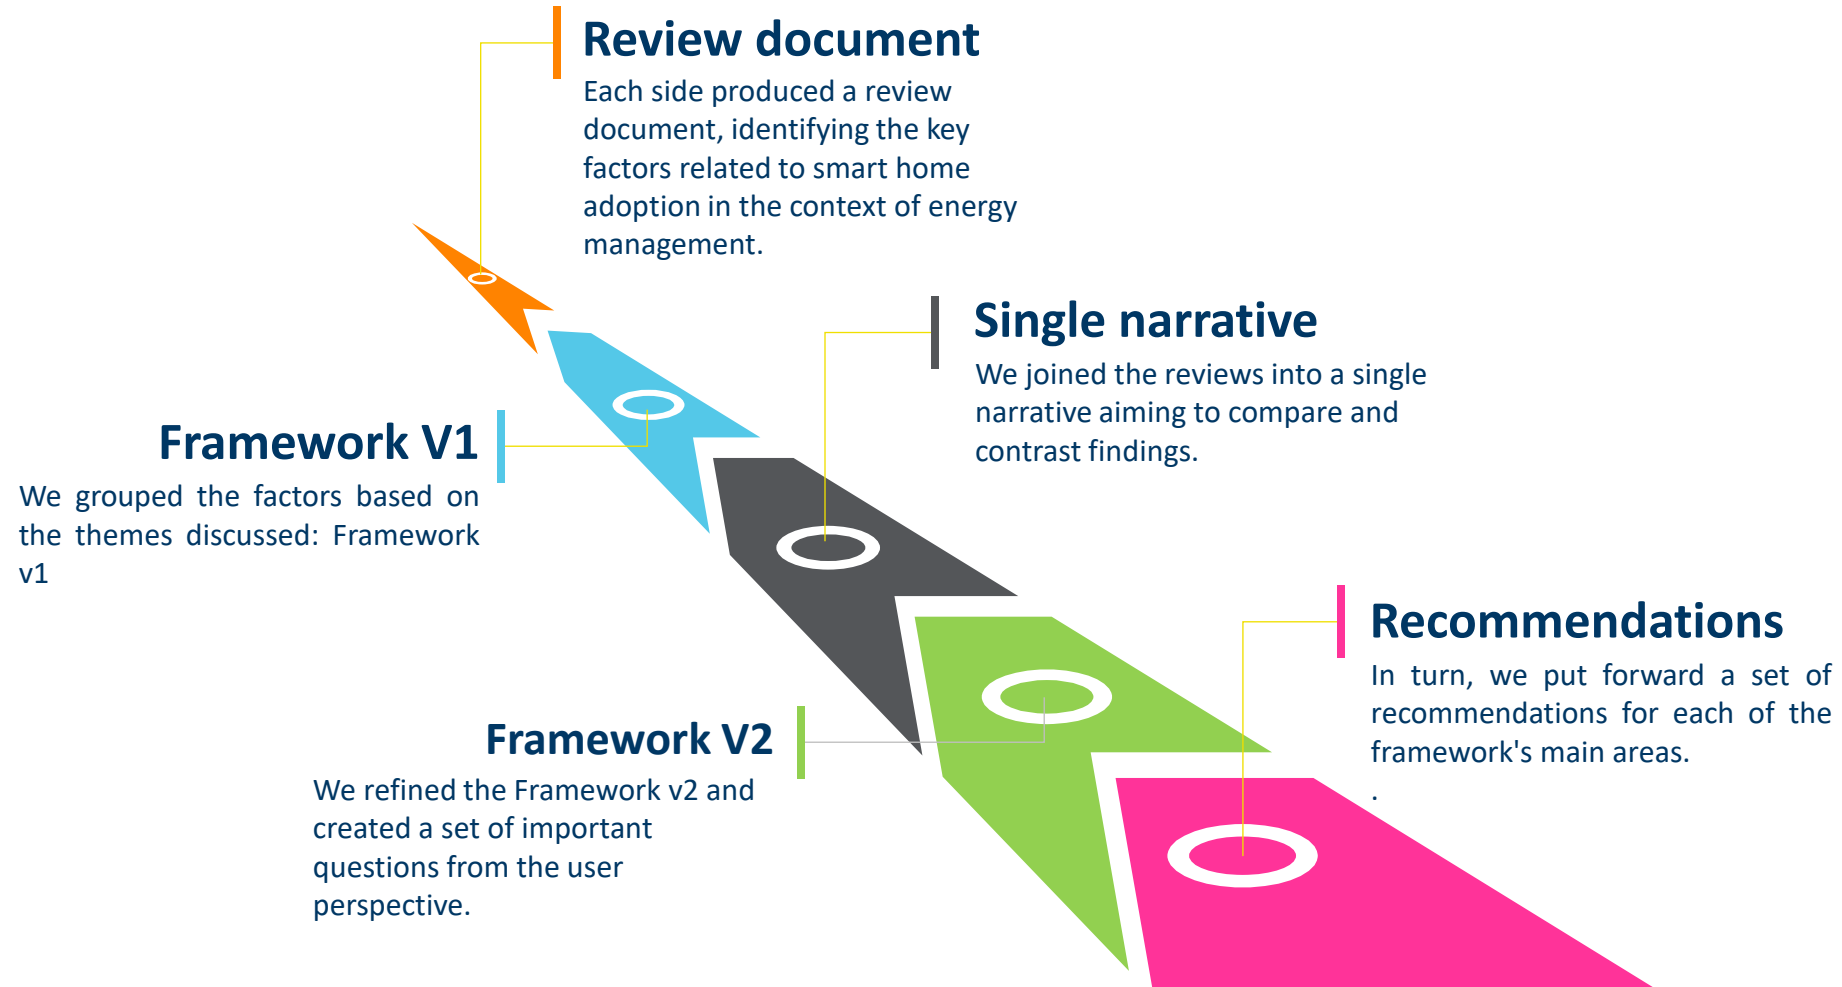 Review document
Each side produced a review
document, identifying the key
factors related to smart home
adoption in the context of energy
management.
Framework V1
We grouped the factors based on
the themes discussed: Framework
v1
Single narrative
We joined the reviews into a single
narrative aiming to compare and
contrast findings.
Framework V2
We refined the Framework v2 and
created a set of important
questions from the user
perspective.
Recommendations
In turn, we put forward a set of
recommendations for each of the
framework's main areas.
.